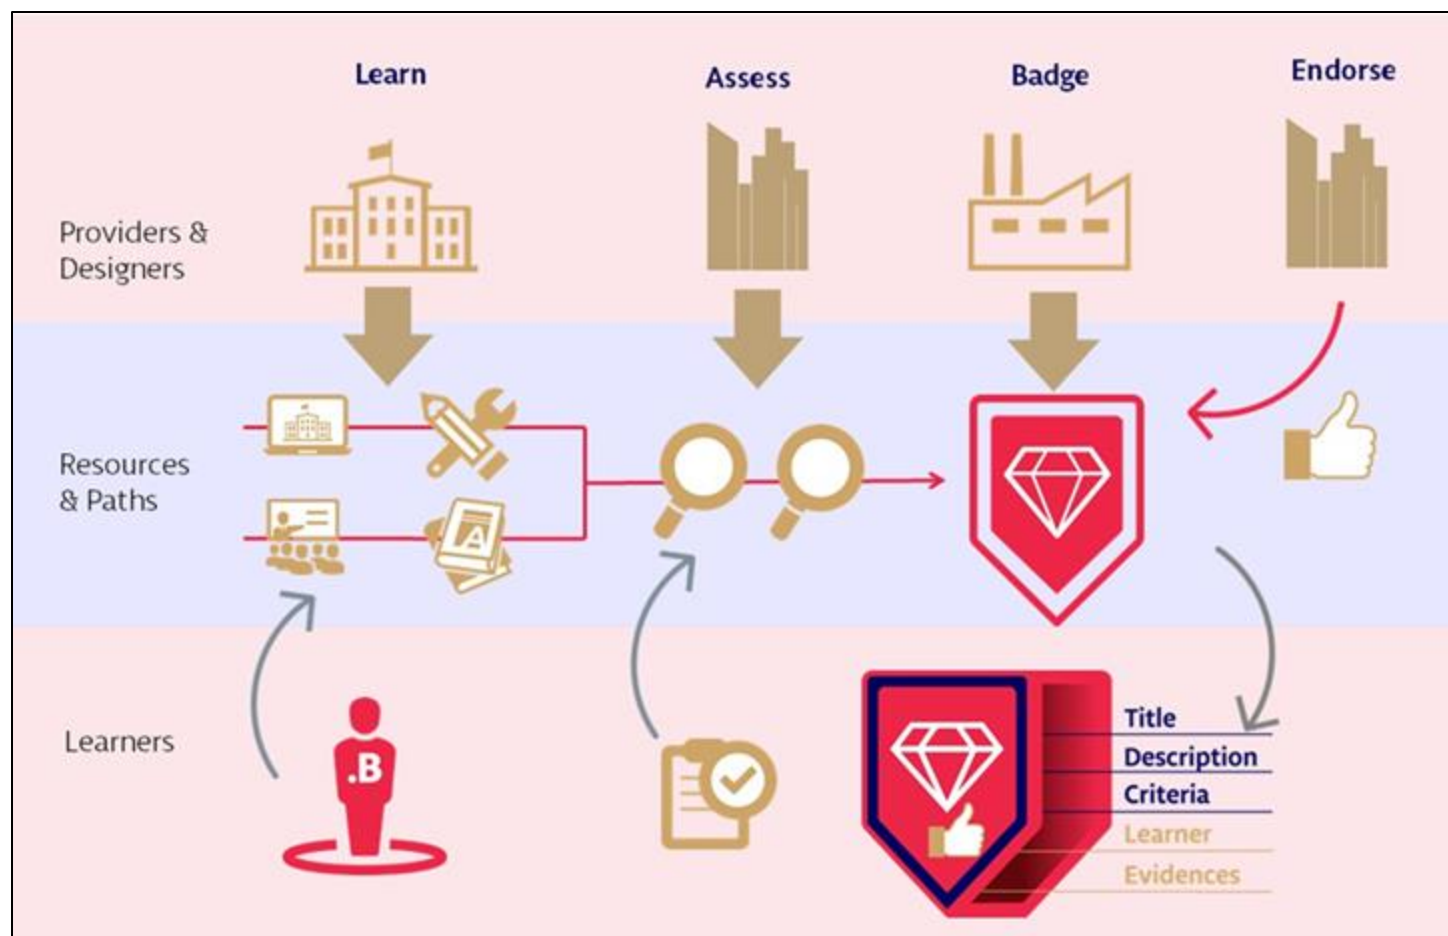 Learn
Assess
Badge
Endorse
Providers &
Designers
Resources
& Paths
A
Learners
.B
Title
Description
Criteria
Learner
Evidences